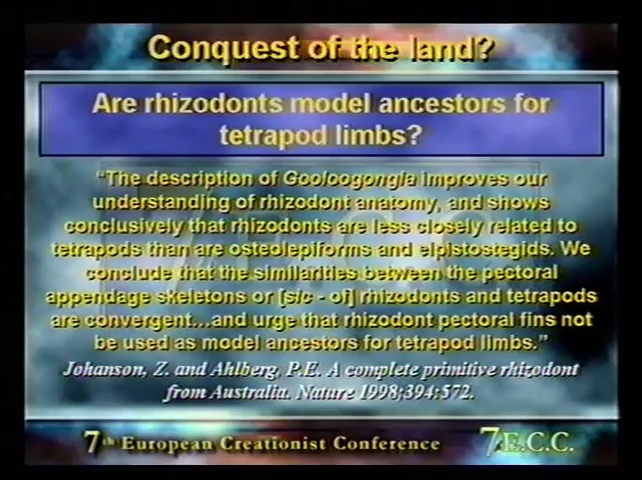 Conquest of the land?
Are rhizodonts model ancestors for
tetrapod limbs?
"The description of Gooloogongia improves our
understanding of rhizodont anatomy, and shows
conclusively that rhizodonts are less closely related to
tetrapods than are osteolepiforms and elpistostegids. We
conclude that the similarities between the pectoral
appendage skeletons or [sic - of] rhizodonts and tetrapods
are convergent...and urge that rhizodont pectoral fins not
be used as model ancestors for tetrapod limbs."
Johanson, Z. and Ahlberg, P.E. A complete primitive rhizodont
from Australia. Nature 1998;394:572.
7th European Creationist Conference 7E.C.C.